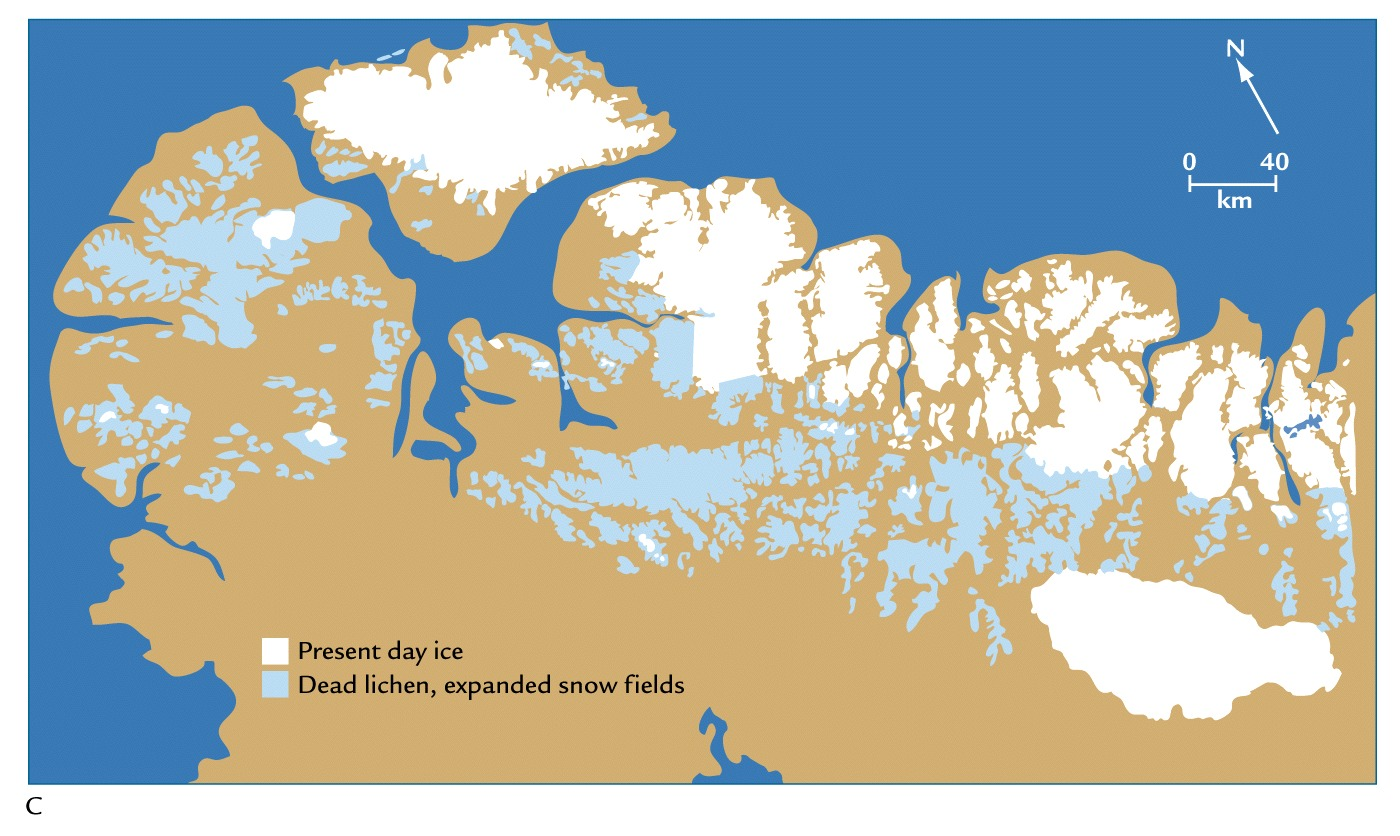 N
0 40
km
Present day ice
Dead lichen, expanded snow fields
C